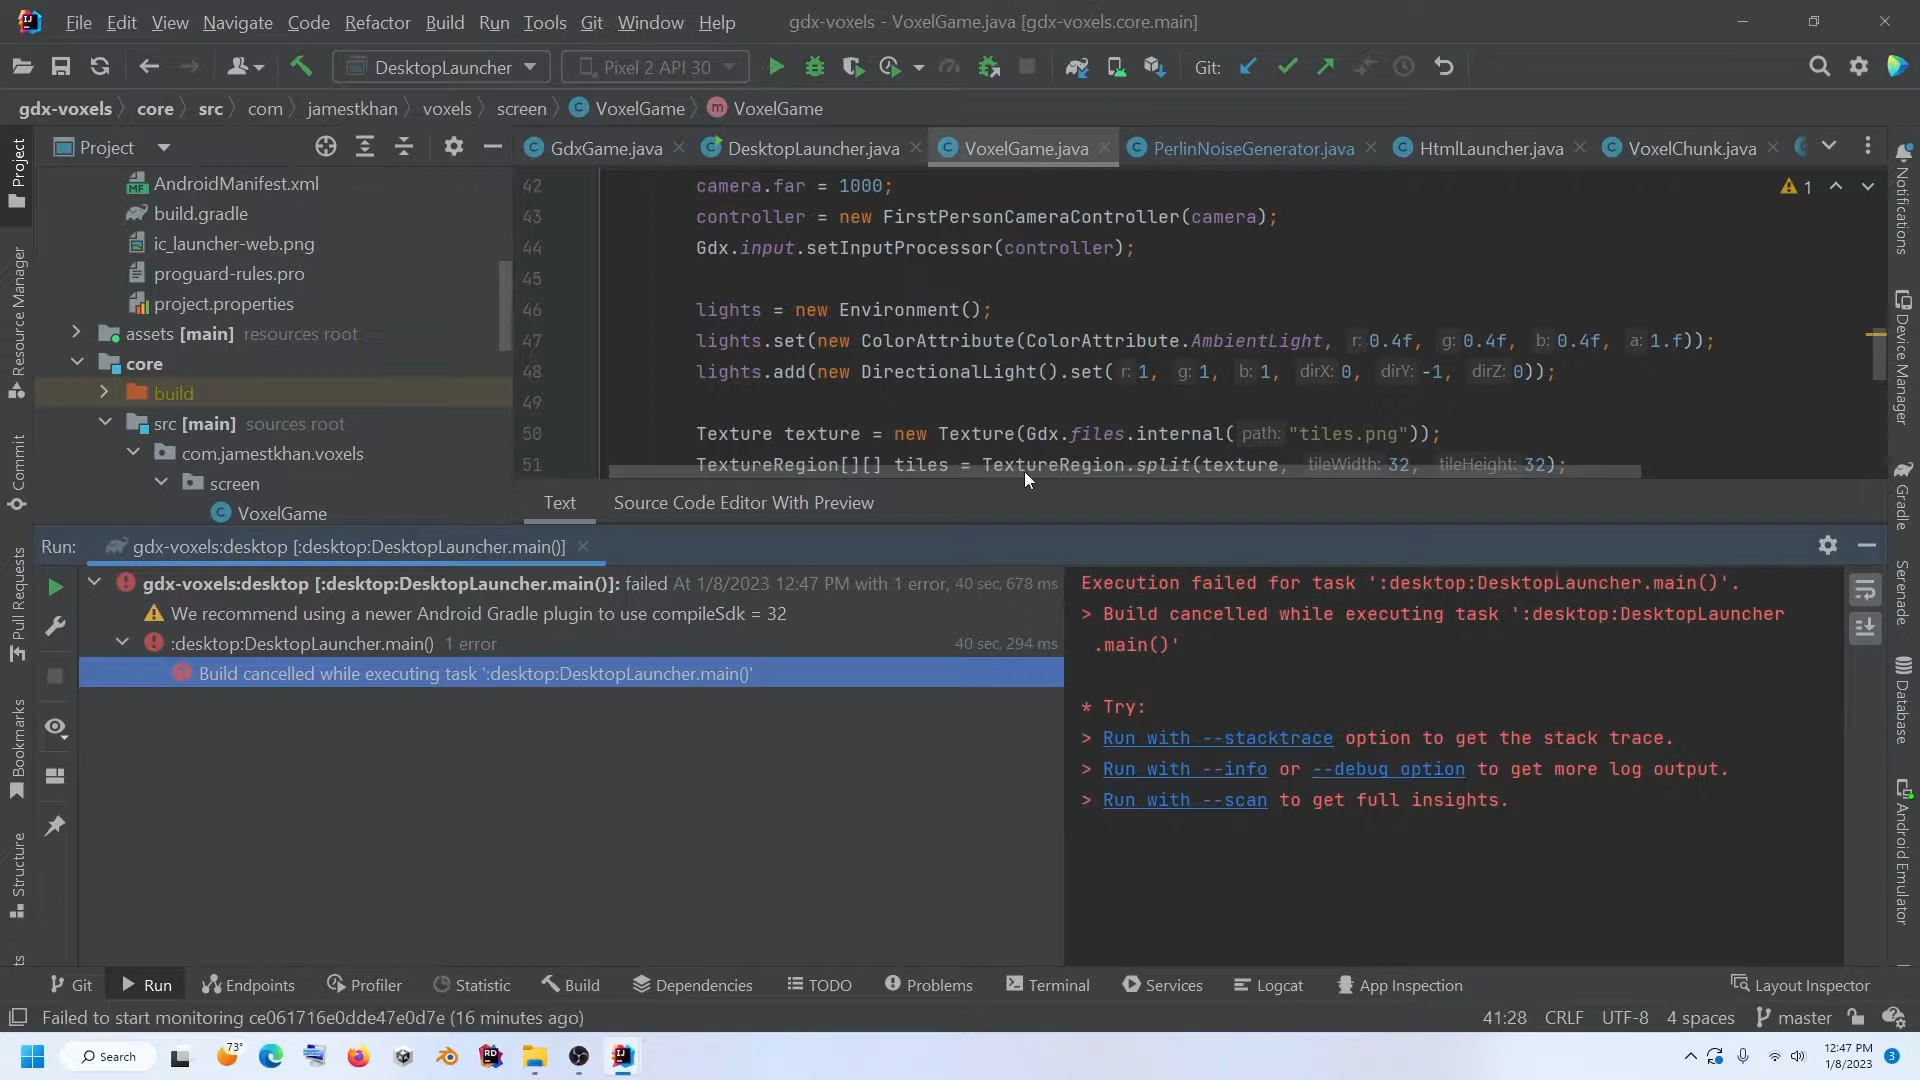 File Edit View Navigate Code Refactor Build Run Tools Git Window Help gdx-voxels - VoxelGame.java [gdx-voxels.core.main]
DesktopLauncher Pixel 2 API 30 Git:
gdx-voxels core src com jamestkhan voxels screen VoxelGame VoxelGame
Project
GdxGame.java DesktopLauncher.java VoxelGame.java PerlinNoiseGenerator.java HtmlLauncher.java VoxelChunk.java
AndroidManifest.xml
build.gradle
ic_launcher-web.png
proguard-rules.pro
project.properties
assets [main] resources root
core
build
src [main] sources root
com.jamestkhan.voxels
screen
VoxelGame
42 camera.far = 1000;
43 controller = new FirstPersonCameraController(camera);
44 Gdx.input.setInputProcessor(controller);
45
46 lights = new Environment();
47 lights.set(new ColorAttribute(ColorAttribute.AmbientLight, r: 0.4f, g: 0.4f, b: 0.4f, a: 1.f));
48 lights.add(new DirectionalLight().set( r: 1, g: 1, b: 1, dirX: 0, dirY: -1, dirZ: 0));
49
50 Texture texture = new Texture(Gdx.files.internal( path: "tiles.png"));
51 TextureRegion[][] tiles = TextureRegion.split(texture, tileWidth: 32, tileHeight: 32);
1
Text Source Code Editor With Preview
Run: gdx-voxels:desktop [:desktop:DesktopLauncher.main()]
gdx-voxels:desktop [:desktop:DesktopLauncher.main()]: failed At 1/8/2023 12:47 PM with 1 error, 40 sec, 678 ms
We recommend using a newer Android Gradle plugin to use compileSdk = 32
:desktop:DesktopLauncher.main() 1 error 40 sec, 294 ms
Build cancelled while executing task ':desktop:DesktopLauncher.main()'
Execution failed for task ':desktop:DesktopLauncher.main()'.
> Build cancelled while executing task ':desktop:DesktopLauncher
.main()'
* Try:
> Run with --stacktrace option to get the stack trace.
> Run with --info or --debug option to get more log output.
> Run with --scan to get full insights.
Project
Resource Manager
Commit
Pull Requests
Bookmarks
Structure
ts
Notifications
Device Manager
Gradle
Serenade
Database
Android Emulator
Git Run Endpoints Profiler Statistic Build Dependencies TODO Problems Terminal Services Logcat App Inspection Layout Inspector
Failed to start monitoring ce061716e0dde47e0d7e (16 minutes ago) 41:28 CRLF UTF-8 4 spaces master
Search 73° RD IJ
12:47 PM
1/8/2023 3